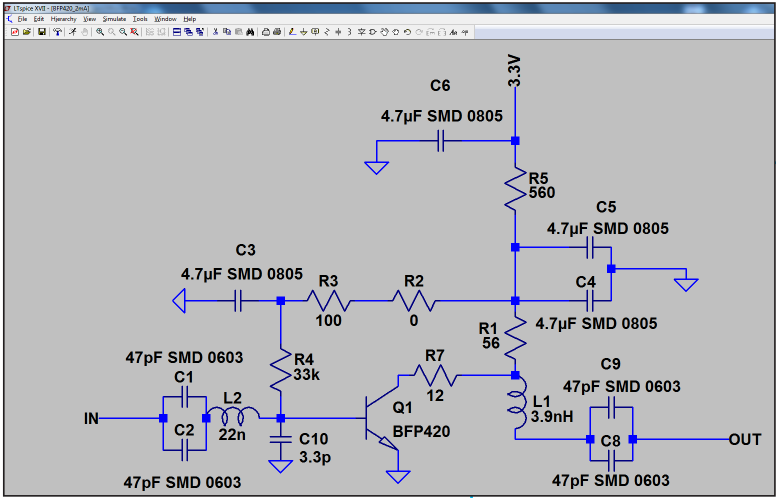 LTspice XVII - [BFP420_2mA]
File Edit Hierarchy View Simulate Tools Window Help
3.3V
C6
4.7µF SMD 0805
R5
560
C5
4.7µF SMD 0805
C3
4.7µF SMD 0805
R3
100
R2
0
C4
4.7µF SMD 0805
R1
56
47pF SMD 0603
C1
R4
33k
R7
12
C9
47pF SMD 0603
L2
22n
IN
C2
47pF SMD 0603
C10
3.3p
Q1
BFP420
L1
3.9nH
C8
47pF SMD 0603
OUT